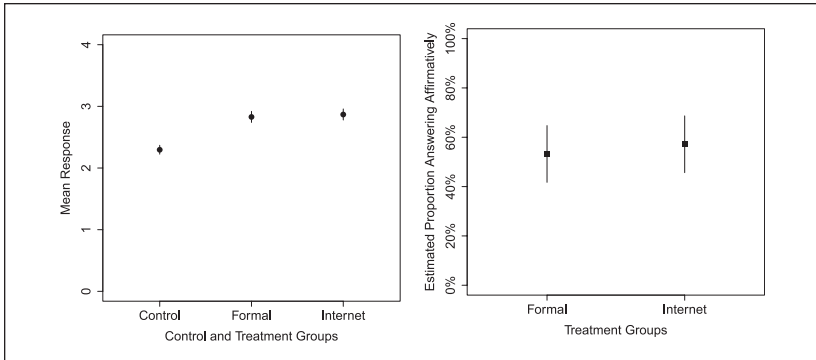 Mean Response
4
3
2
1
0
Control Formal Internet
Control and Treatment Groups
Estimated Proportion Answering Affirmatively
100%
80%
60%
40%
20%
0%
Formal Internet
Treatment Groups